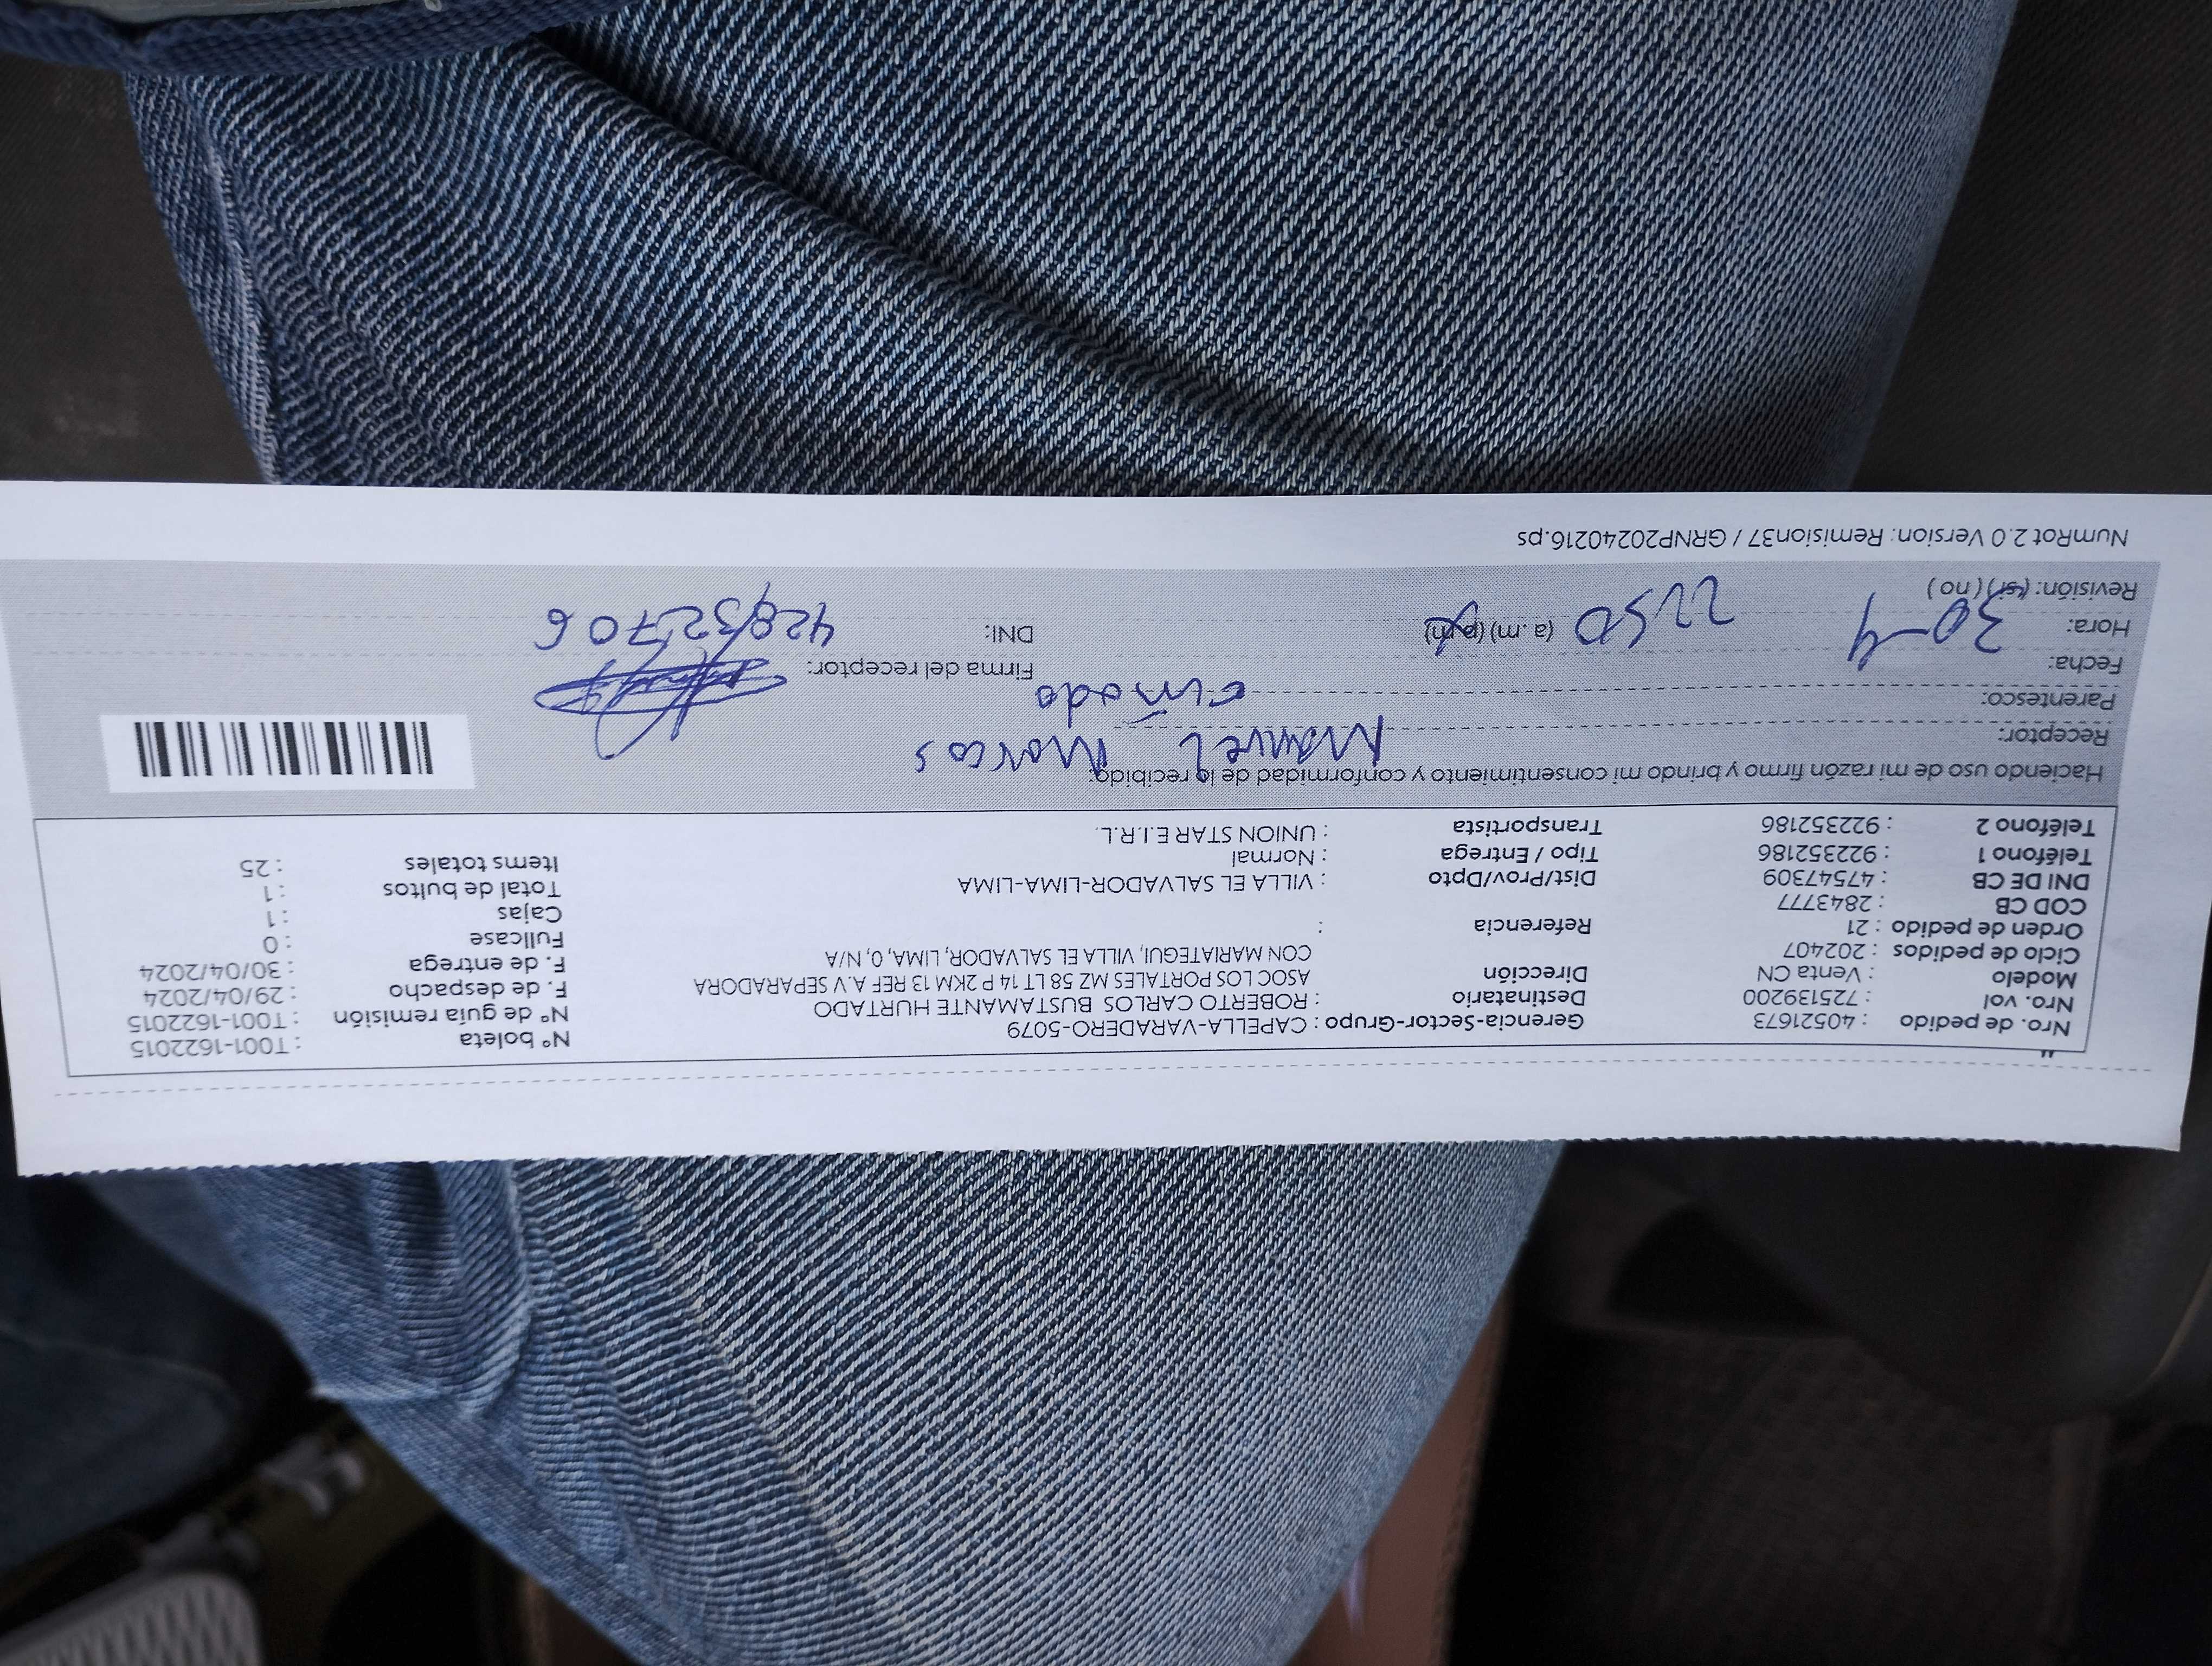 Nro. de pedido : 40521673 Gerencia-Sector-Grupo : CAPELLA-VARADERO-5079 N° boleta : T001-1622015
Nro. vol : 725139200 Destinatario : ROBERTO CARLOS BUSTAMANTE HURTADO N° de guía remisión : T001-1622015
Modelo : Venta CN Dirección ASOC LOS PORTALES MZ 58 LT 14 P 2KM 13 REF A.V SEPARADORA F. de despacho : 29/04/2024
Ciclo de pedidos : 202407 CON MARIATEGUI, VILLA EL SALVADOR, LIMA, 0, N/A F. de entrega : 30/04/2024
Orden de pedido : 21 Referencia : Fullcase : 0
COD CB : 2843777 Cajas : 1
DNI DE CB : 47547309 Dist/Prov/Dpto : VILLA EL SALVADOR-LIMA-LIMA Total de bultos : 1
Teléfono 1 : 922352186 Tipo / Entrega : Normal Items totales : 25
Teléfono 2 : 922352186 Transportista : UNION STAR E.I.R.L.
Haciendo uso de mi razón firmo y brindo mi consentimiento y conformidad de lo recibido:
Receptor: Manuel Marcos
Parentesco: cuñado
Fecha: 30-4 Firma del receptor:
Hora: 2250 (a.m) (p.m) DNI: 42832706
Revisión: (si) (no)
NumRot 2.0 Version: Remision37 / GRNP20240216.ps